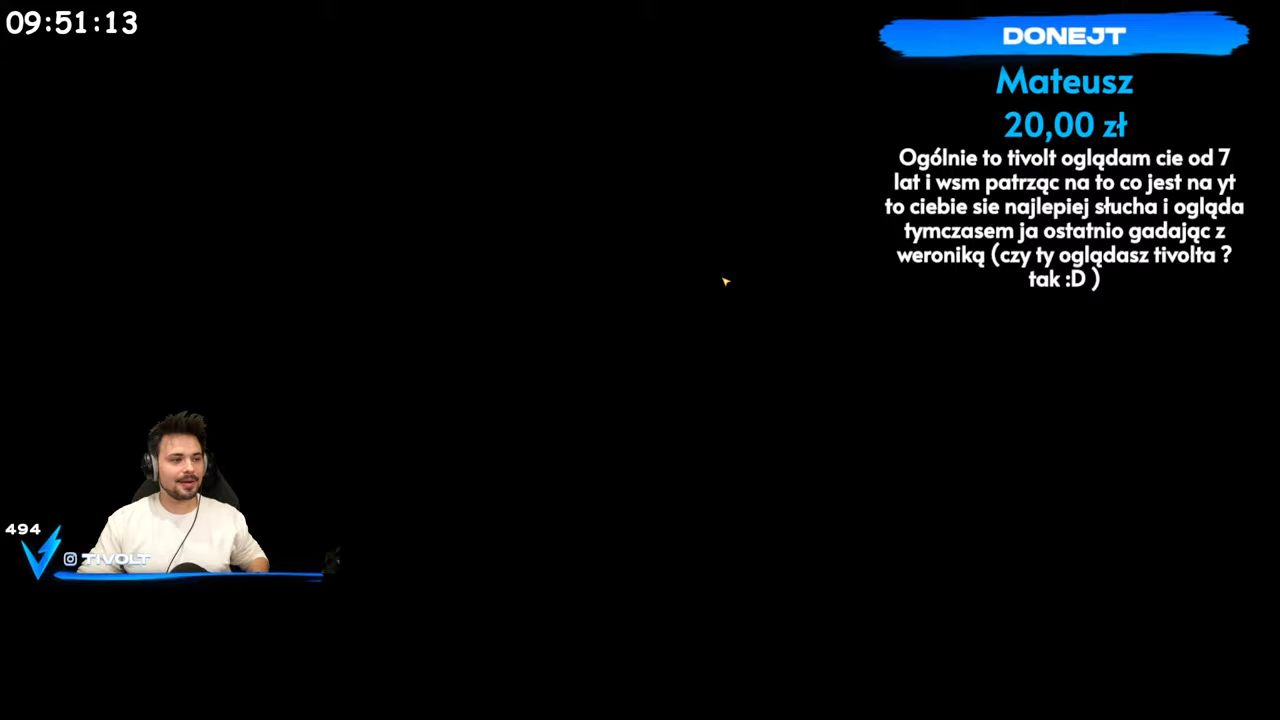 09:51:13
DONEJT
Mateusz
20,00 zł
Ogólnie to tivolt oglądam cie od 7
lat i wsm patrząc na to co jest na yt
to ciebie sie najlepiej słucha i ogląda
tymczasem ja ostatnio gadając z
weroniką (czy ty oglądasz tivolta ?
tak :D )
494
TIVOLT